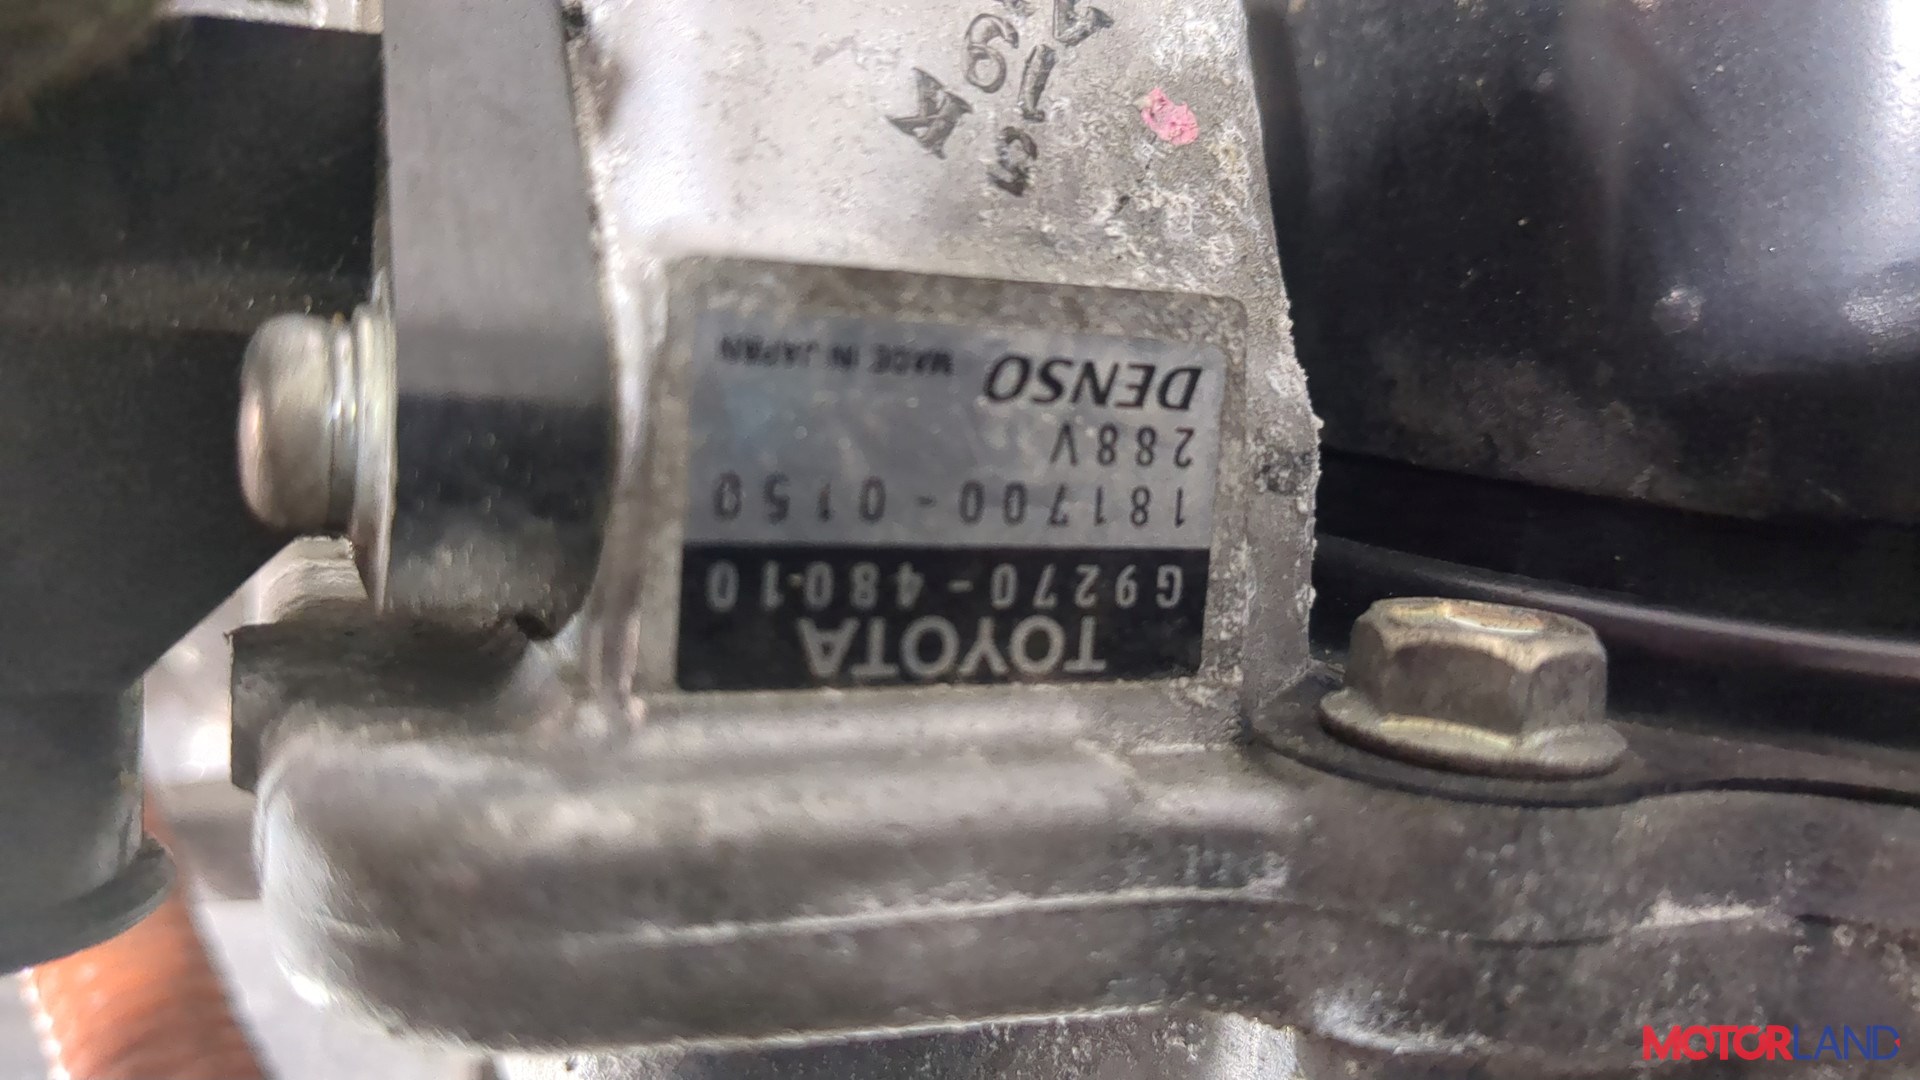 TOYOTA
G9270-48010
181700-0150
288V
DENSO MADE IN JAPAN
K
MOTORLAND